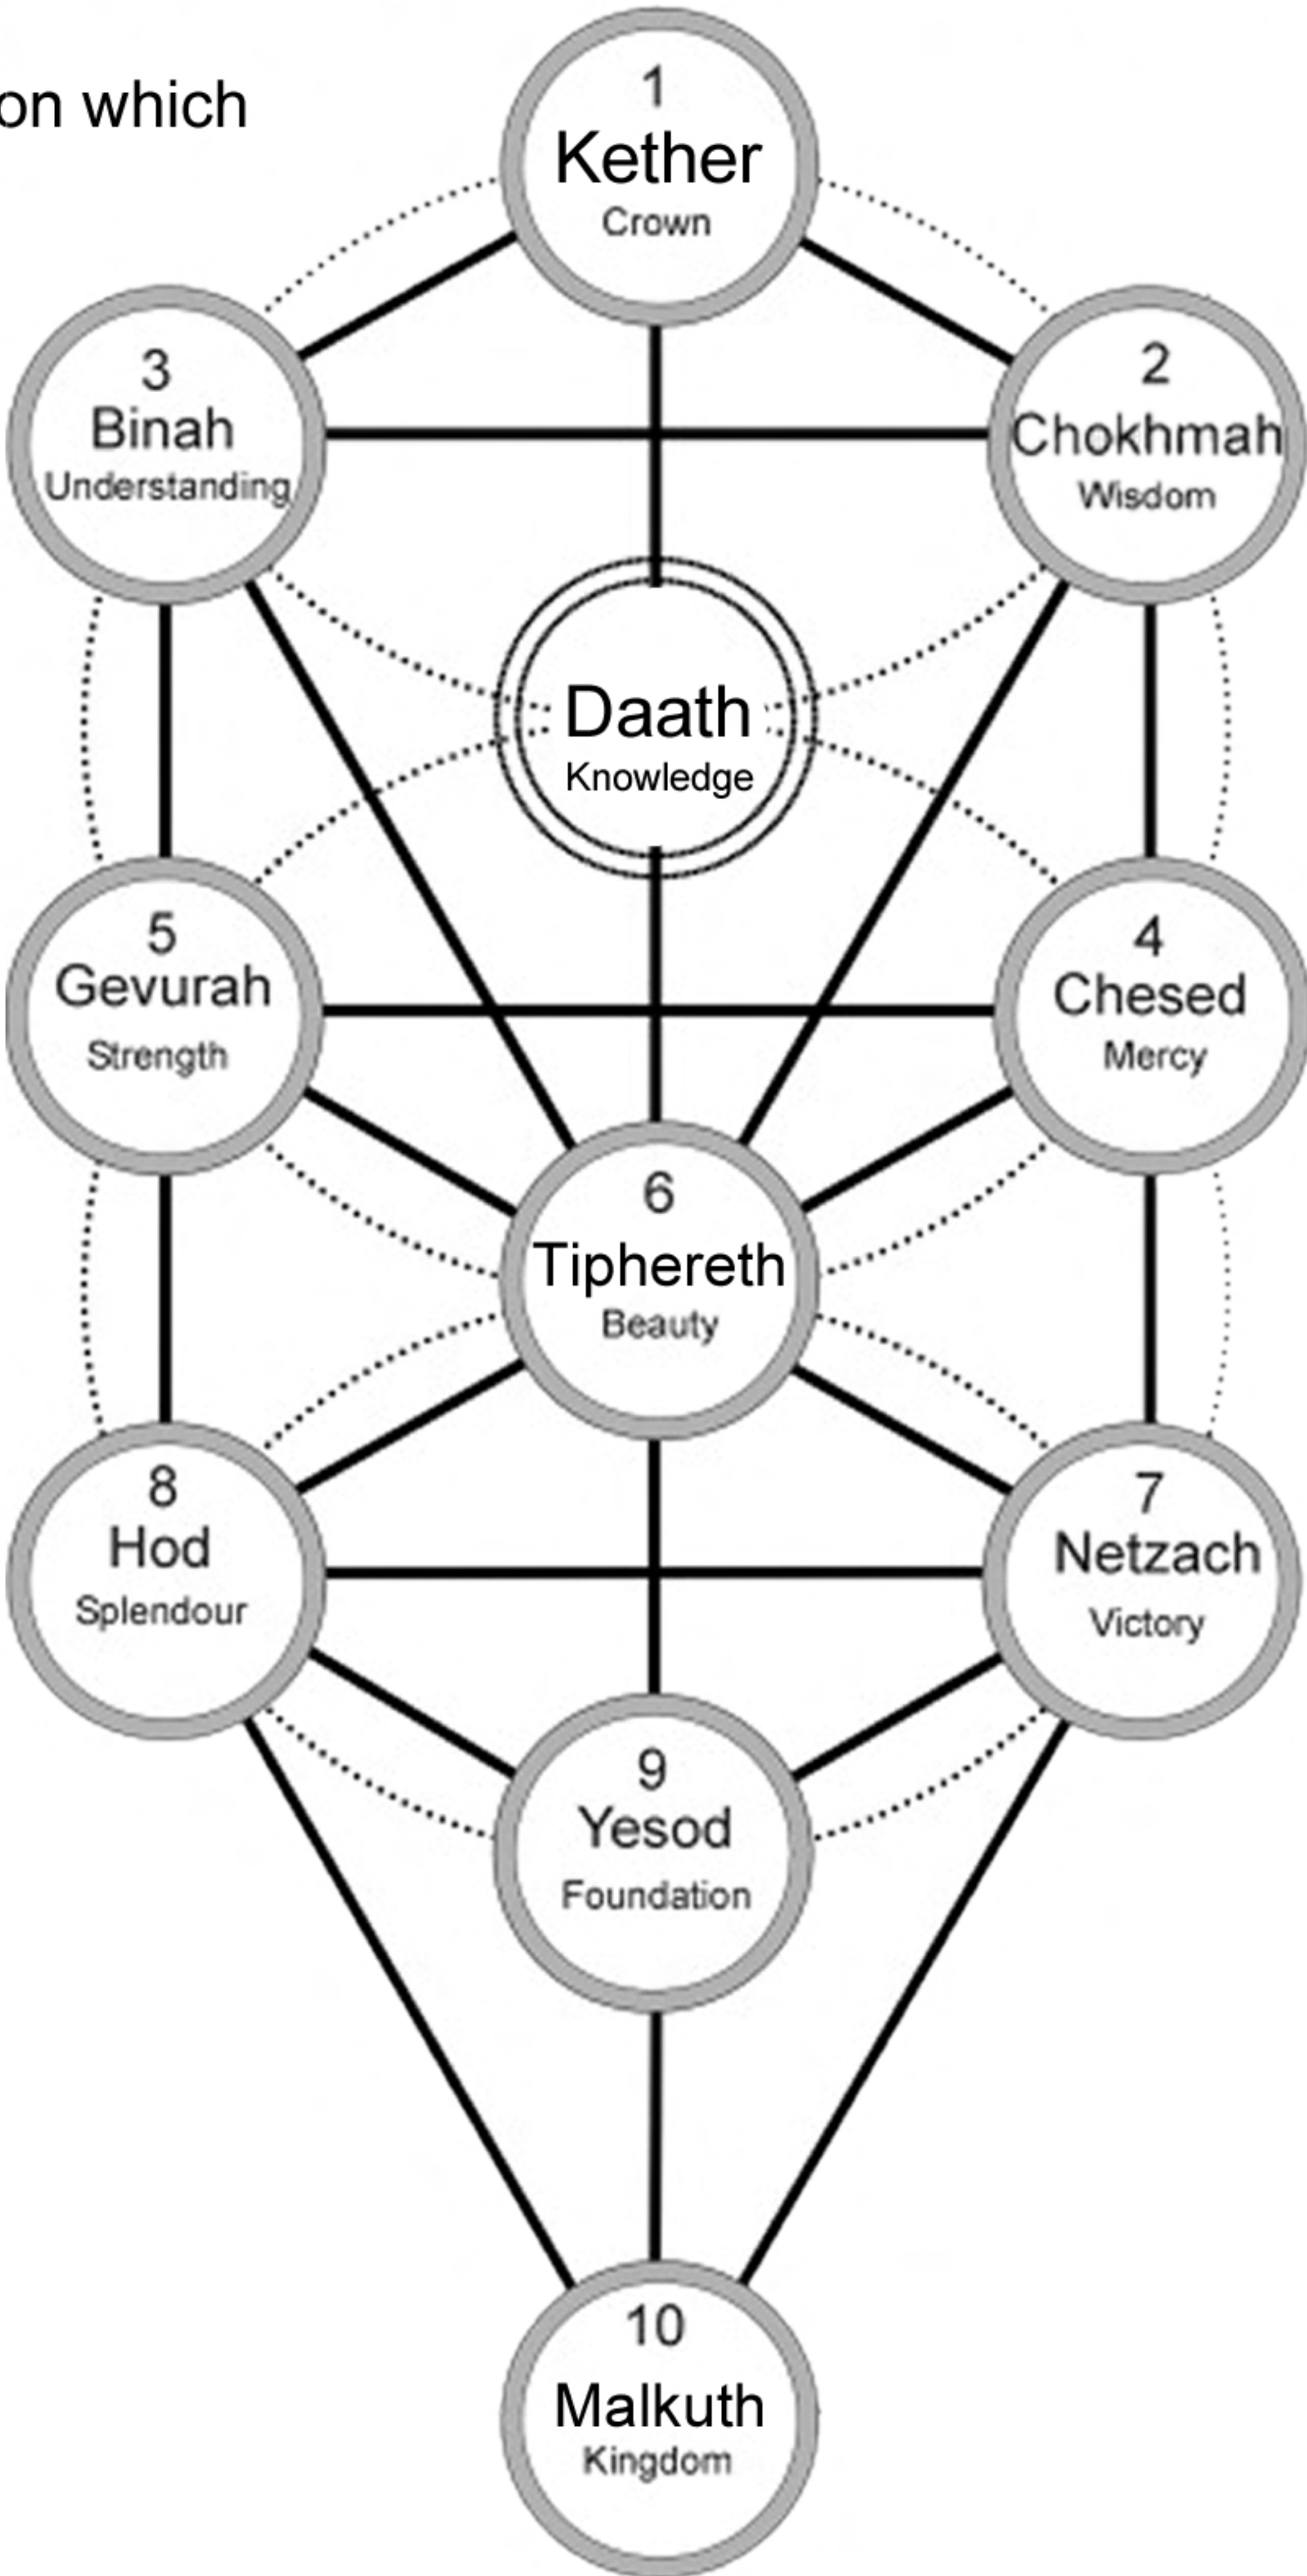 on which
1
Kether
Crown
3
Binah
Understanding
2
Chokhmah
Wisdom
Daath
Knowledge
5
Gevurah
Strength
4
Chesed
Mercy
6
Tiphereth
Beauty
8
Hod
Splendour
7
Netzach
Victory
9
Yesod
Foundation
10
Malkuth
Kingdom